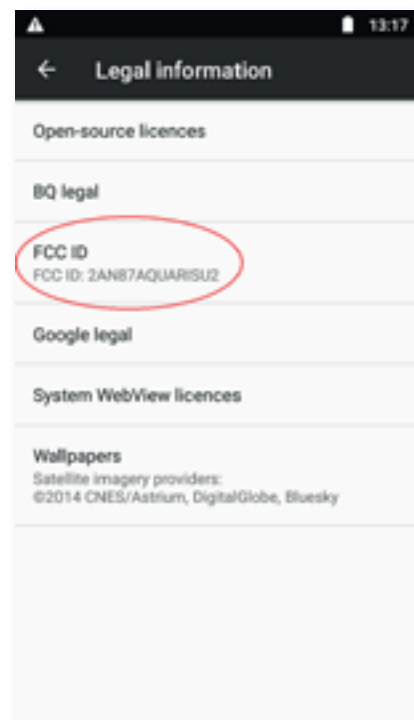 13:17
Legal information
Open-source licences
BQ legal
FCC ID
FCC ID: 2AN87AQUARISU2
Google legal
System WebView licences
Wallpapers
Satellite imagery providers:
©2014 CNES/Astrium, DigitalGlobe, Bluesky